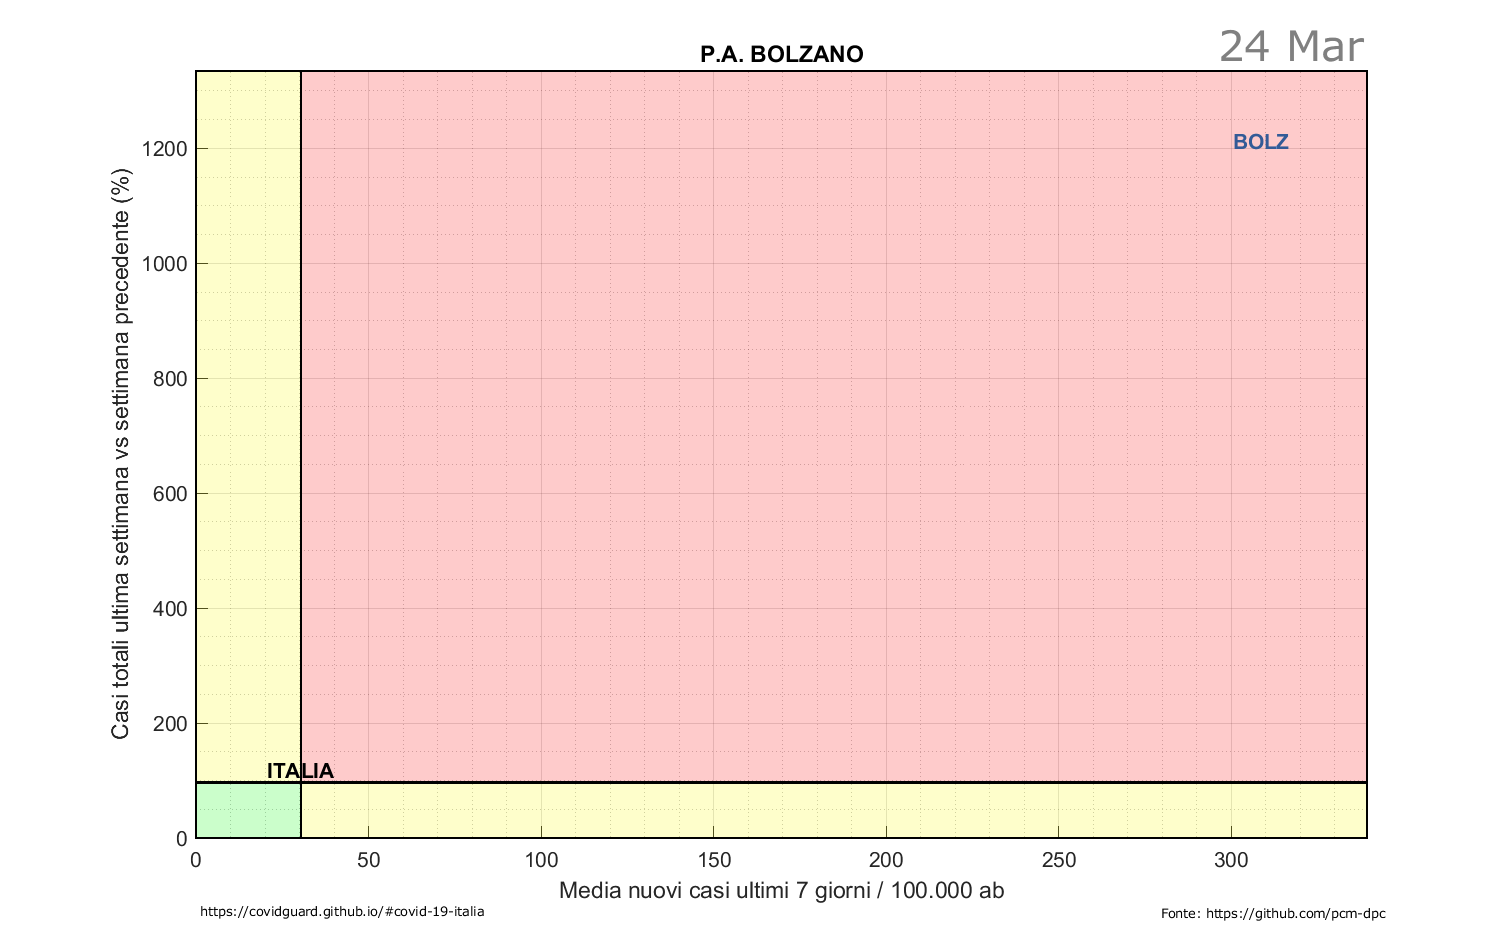 24 Mar
P.A. BOLZANO
Casi totali ultima settimana vs settimana precedente (%)
1200
1000
800
600
400
200
0
BOLZ
ITALIA
0 50 100 150 200 250 300
Media nuovi casi ultimi 7 giorni / 100.000 ab
https://covidguard.github.io/#covid-19-italia
Fonte: https://github.com/pcm-dpc